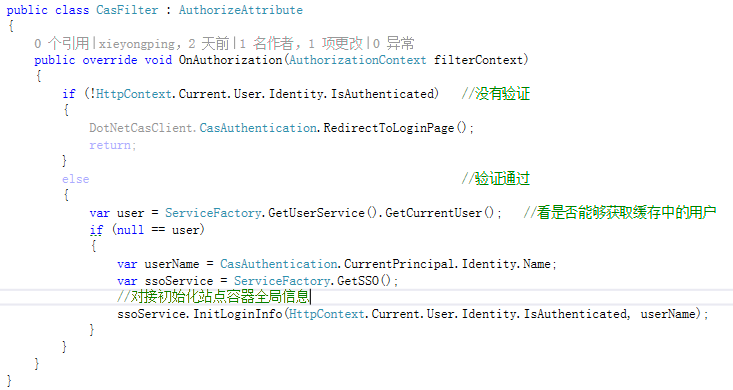 public class CasFilter : AuthorizeAttribute
{
0 个引用|xieyongping，2 天前|1 名作者，1 项更改|0 异常
public override void OnAuthorization(AuthorizationContext filterContext)
{
if (!HttpContext.Current.User.Identity.IsAuthenticated) //没有验证
{
DotNetCasClient.CasAuthentication.RedirectToLoginPage();
return;
}
else //验证通过
{
var user = ServiceFactory.GetUserService().GetCurrentUser(); //看是否能够获取缓存中的用户
if (null == user)
{
var userName = CasAuthentication.CurrentPrincipal.Identity.Name;
var ssoService = ServiceFactory.GetSSO();
//对接初始化站点容器全局信息
ssoService.InitLoginInfo(HttpContext.Current.User.Identity.IsAuthenticated, userName);
}
}
}
}